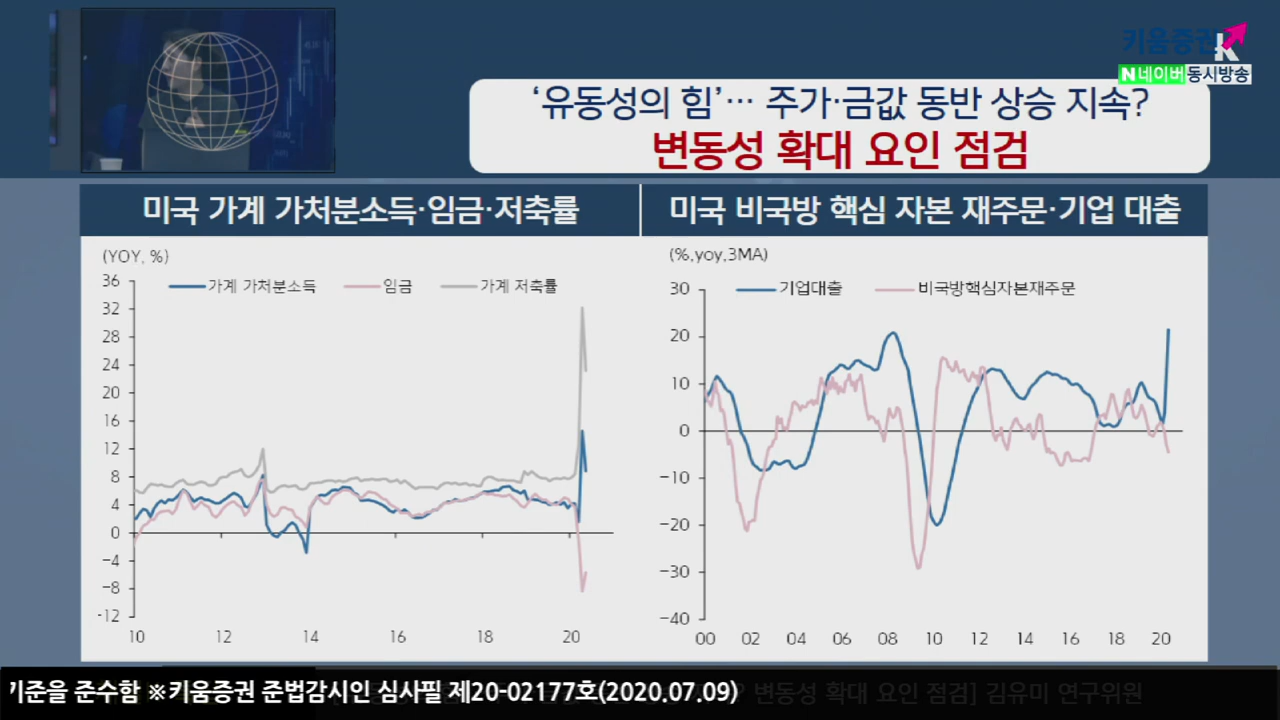 키움증권
N 네이버 동시방송
‘유동성의 힘’… 주가·금값 동반 상승 지속?
변동성 확대 요인 점검
미국 가계 가처분소득·임금·저축률
(YOY, %)
가계 가처분소득 임금 가계 저축률
36
32
28
24
20
16
12
8
4
0
-4
-8
-12
10 12 14 16 18 20
미국 비국방 핵심 자본 재주문·기업 대출
(%,yoy,3MA)
기업대출 비국방핵심자본재주문
30
20
10
0
-10
-20
-30
-40
00 02 04 06 08 10 12 14 16 18 20
기준을 준수함 ※키움증권 준법감시인 심사필 제20-02177호(2020.07.09)
? 변동성 확대 요인 점검] 김유미 연구위원